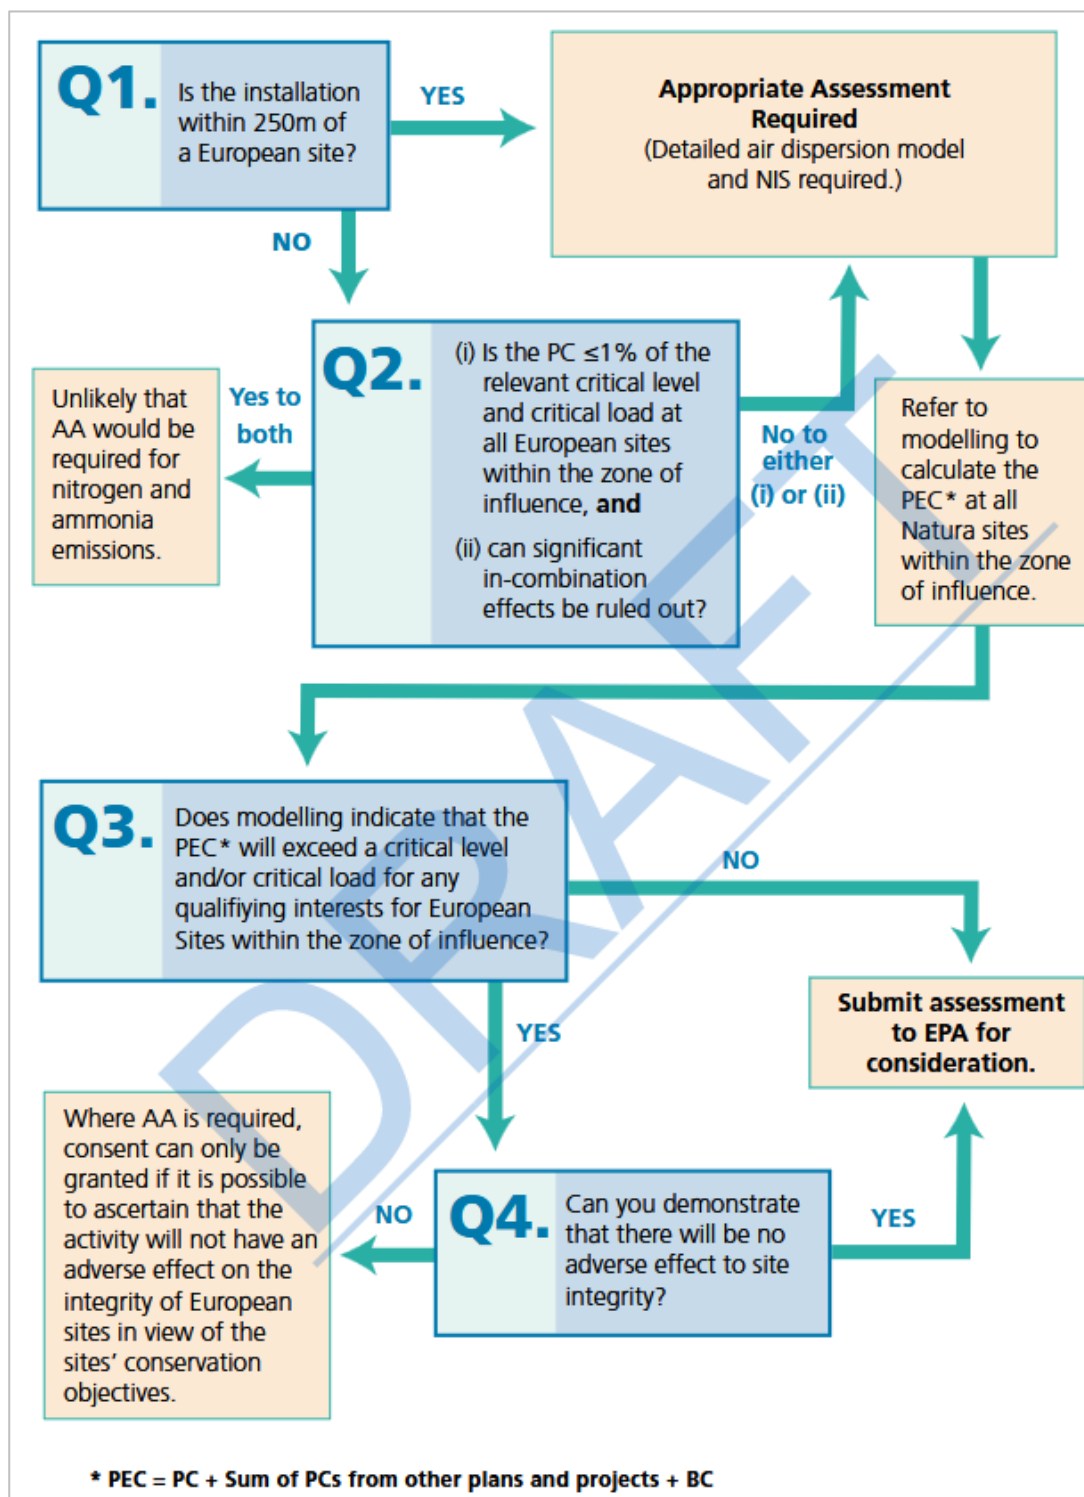 Q1.
Is the installation
within 250m of
a European site?
YES
Appropriate Assessment
Required
(Detailed air dispersion model
and NIS required.)
NO
Q2.
(i) Is the PC ≤1% of the
relevant critical level
and critical load at
all European sites
within the zone of
influence, and
(ii) can significant
in-combination
effects be ruled out?
Yes to
both
Unlikely that
AA would be
required for
nitrogen and
ammonia
emissions.
No to
either
(i) or (ii)
Refer to
modelling to
calculate the
PEC* at all
Natura sites
within the zone
of influence.
Q3.
Does modelling indicate that the
PEC* will exceed a critical level
and/or critical load for any
qualifiying interests for European
Sites within the zone of influence?
NO
YES
Submit assessment
to EPA for
consideration.
Q4.
Can you demonstrate
that there will be no
adverse effect to site
integrity?
YES
NO
Where AA is required,
consent can only be
granted if it is possible
to ascertain that the
activity will not have an
adverse effect on the
integrity of European
sites in view of the
sites' conservation
objectives.
* PEC = PC + Sum of PCs from other plans and projects + BC
DRAFT